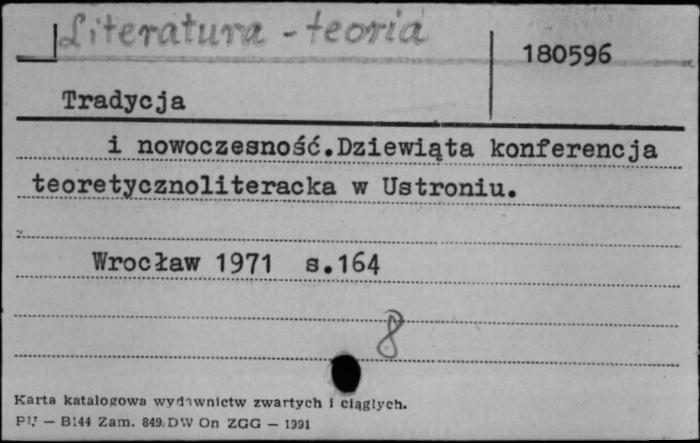 Literatura - teoria
180596
Tradycja
i nowoczesność.Dziewiąta konferencja
teoretycznoliteracka w Ustroniu.
Wrocław 1971 s.164
8
Karta katalogowa wydawnictw zwartych i ciągłych.
PU — B144 Zam. 849. DW On ZGG — 1991